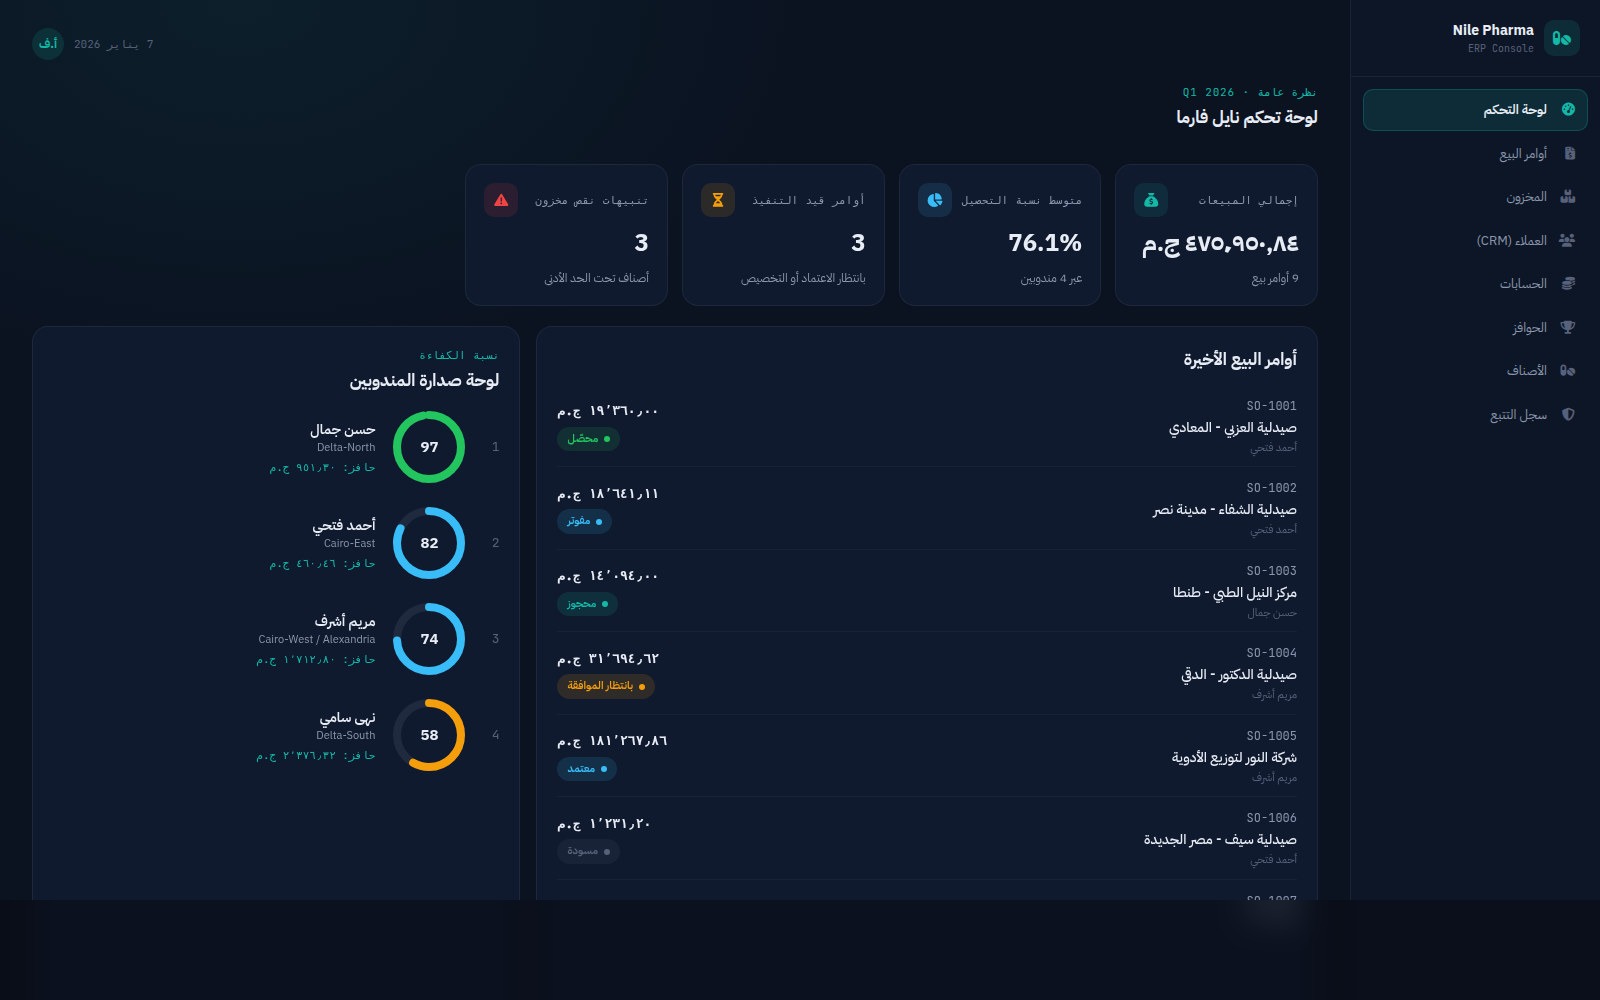 Nile Pharma
ERP Console
لوحة التحكم
أوامر البيع
المخزون
العملاء (CRM)
الحسابات
الحوافز
الأصناف
سجل التتبع
7 يناير 2026
أ.ف
نظرة عامة · Q1 2026
لوحة تحكم نايل فارما
إجمالي المبيعات
٤٧٥,٩٥٠,٨٤ ج.م
9 أوامر بيع
متوسط نسبة التحصيل
76.1%
عبر 4 مندوبين
أوامر قيد التنفيذ
3
بانتظار الاعتماد أو التخصيص
تنبيهات نقص مخزون
3
أصناف تحت الحد الأدنى
أوامر البيع الأخيرة
SO-1001
صيدلية العزبي - المعادي
أحمد فتحي
١٩٬٣٦٠٫٠٠ ج.م
محصّل
SO-1002
صيدلية الشفاء - مدينة نصر
أحمد فتحي
١٨٬٦٤١٫١١ ج.م
مفوتر
SO-1003
مركز النيل الطبي - طنطا
حسن جمال
١٤٬٠٩٤٫٠٠ ج.م
محجوز
SO-1004
صيدلية الدكتور - الدقي
مريم أشرف
٣١٬٦٩٤٫٦٢ ج.م
بانتظار الموافقة
SO-1005
شركة النور لتوزيع الأدوية
مريم أشرف
١٨١٬٢٦٧٫٨٦ ج.م
معتمد
SO-1006
صيدلية سيف - مصر الجديدة
أحمد فتحي
١٬٢٣١٫٢٠ ج.م
مسودة
نسبة الكفاءة
لوحة صدارة المندوبين
1
97
حسن جمال
Delta-North
حافز: ٩٥١٫٣٠ ج.م
2
82
أحمد فتحي
Cairo-East
حافز: ٤٦٠٫٤٦ ج.م
3
74
مريم أشرف
Cairo-West / Alexandria
حافز: ١٬٧١٢٫٨٠ ج.م
4
58
نهى سامي
Delta-South
حافز: ٢٬٣٧٦٫٣٢ ج.م